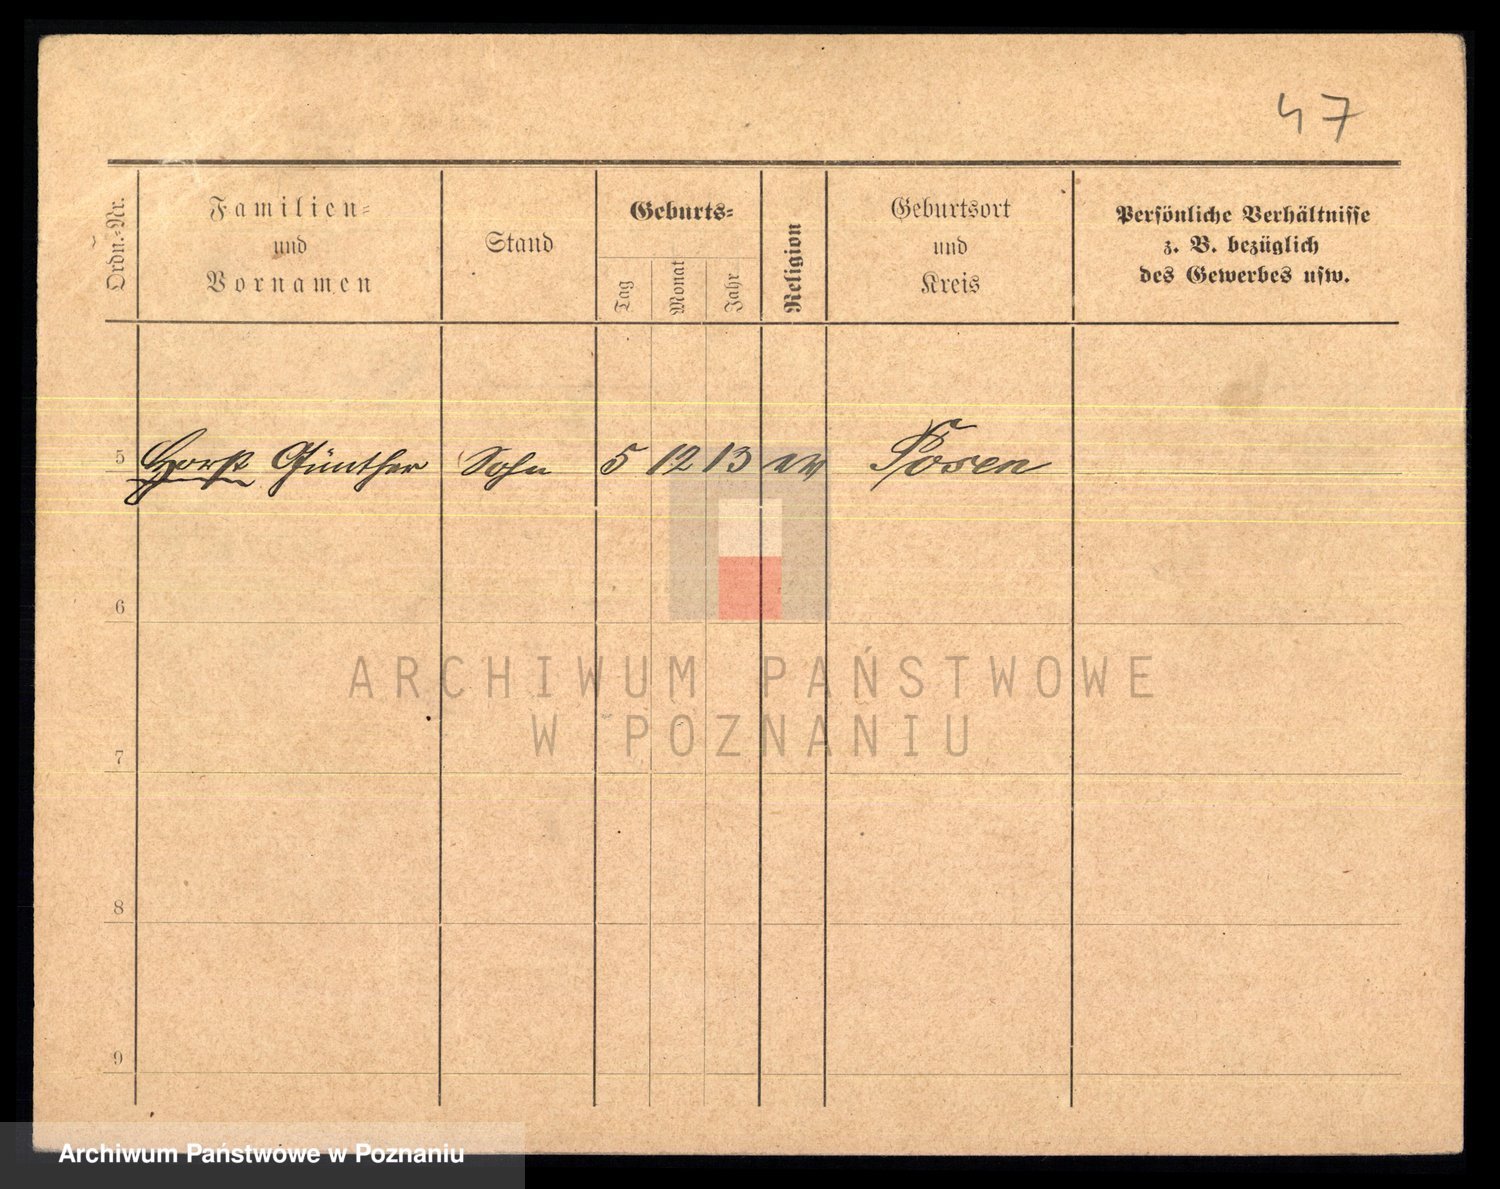 47
Ordn.-Nr.
Familien-
und
Vornamen
Stand
Geburts-
Tag
Monat
Jahr
Religion
Geburtsort
und
Kreis
Persönliche Verhältnisse
z. B. bezüglich
des Gewerbes usw.
5 Horst Günther Sohn 5 12 13 ev Posen
6
7
8
9
ARCHIWUM PAŃSTWOWE
W POZNANIU
Archiwum Państwowe w Poznaniu